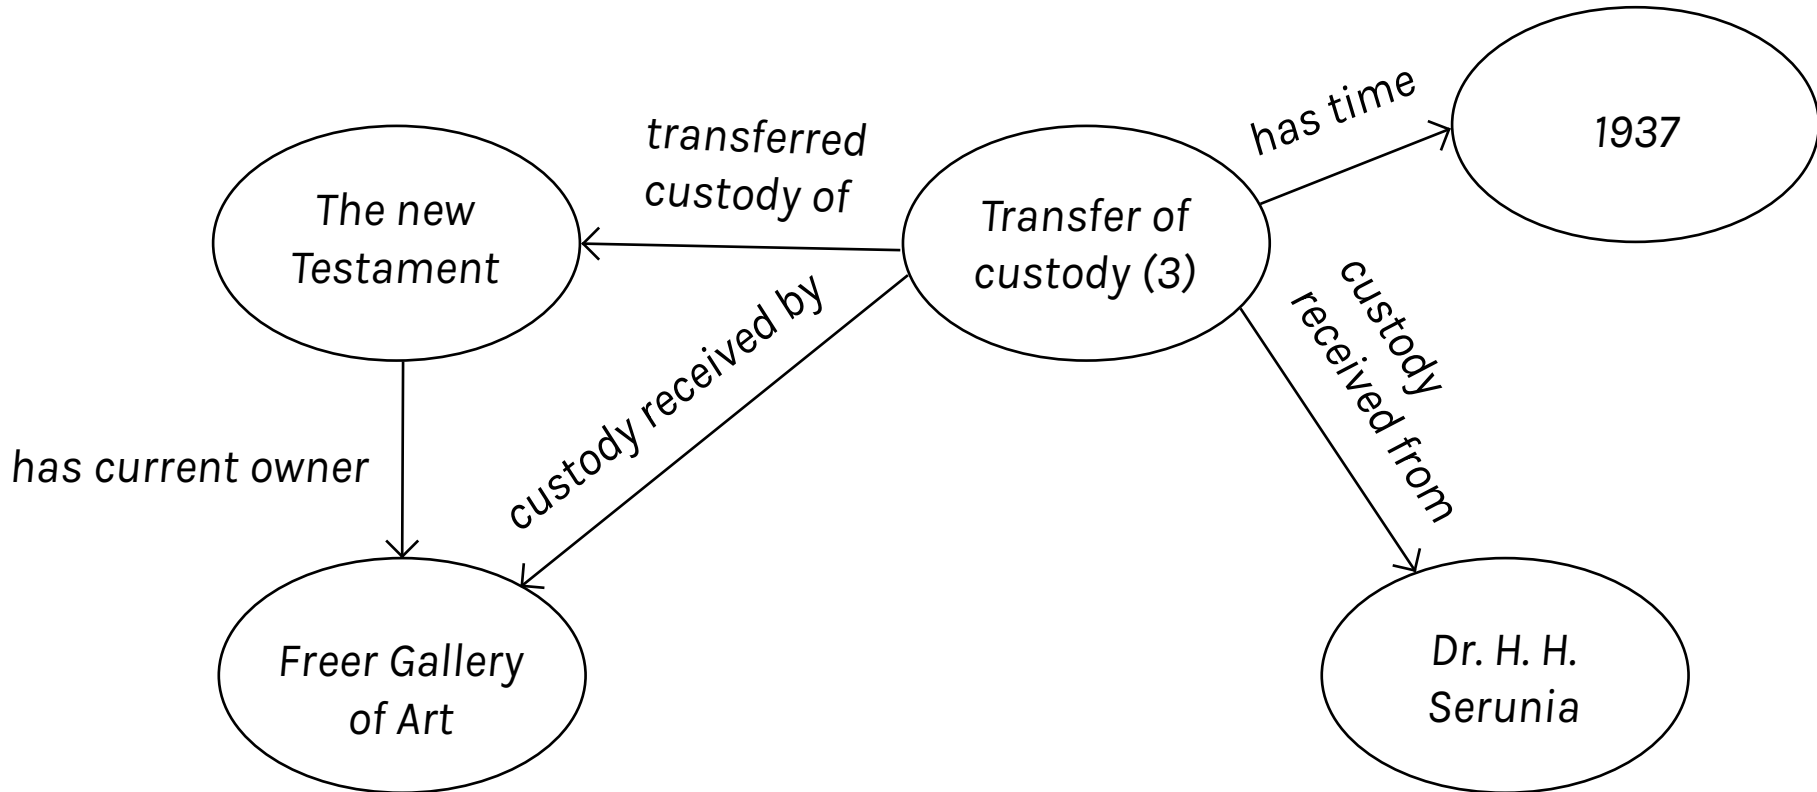 has time
1937
transferred
custody of
The new
Testament
Transfer of
custody (3)
custody
received from
custody received by
has current owner
Freer Gallery
of Art
Dr. H. H.
Serunia